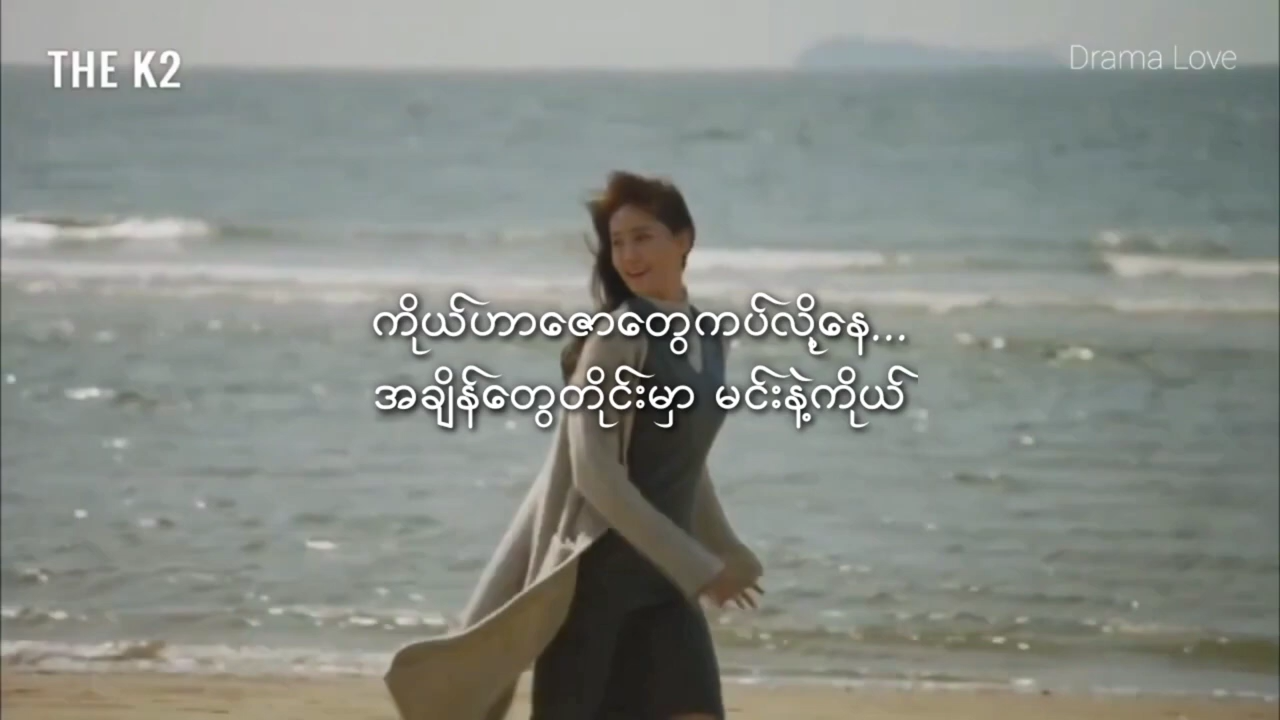 THE K2
Drama Love
ကိုယ်ဟာဇောတွေကပ်လို့နေ...
အချိန်တွေတိုင်းမှာ မင်းနဲ့ကိုယ်